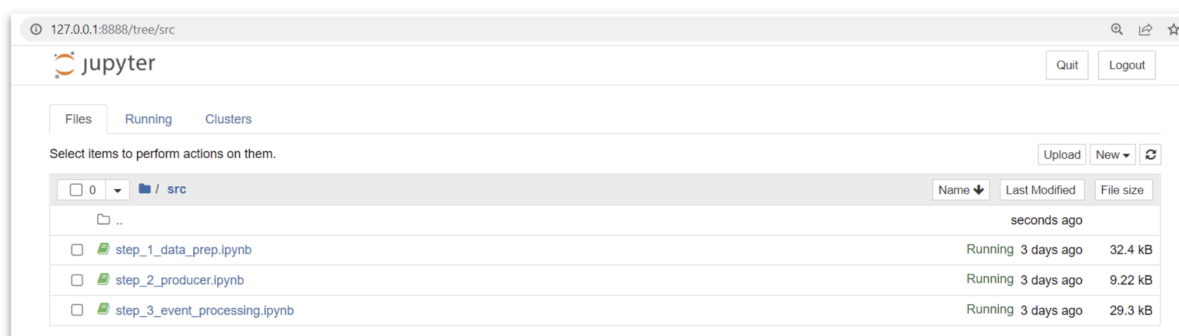 127.0.0.1:8888/tree/src
jupyter
Quit Logout
Files Running Clusters
Select items to perform actions on them.
Upload New
0 / src
Name Last Modified File size
.. seconds ago
step_1_data_prep.ipynb Running 3 days ago 32.4 kB
step_2_producer.ipynb Running 3 days ago 9.22 kB
step_3_event_processing.ipynb Running 3 days ago 29.3 kB